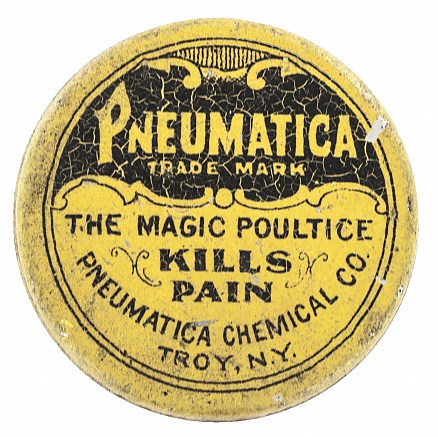 PNEUMATICA
TRADE MARK
THE MAGIC POULTICE
KILLS
PAIN
PNEUMATICA CHEMICAL CO.
TROY, N.Y.